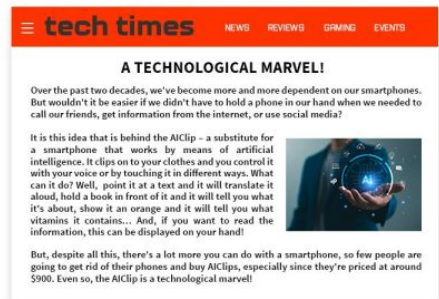 tech times
NEWS REVIEWS GAMING EVENTS
A TECHNOLOGICAL MARVEL!
Over the past two decades, we've become more and more dependent on our smartphones.
But wouldn't it be easier if we didn't have to hold a phone in our hand when we needed to
call our friends, get information from the internet, or use social media?
It is this idea that is behind the AIClip – a substitute for
a smartphone that works by means of artificial
intelligence. It clips on to your clothes and you control it
with your voice or by touching it in different ways. What
can it do? Well, point it at a text and it will translate it
aloud, hold a book in front of it and it will tell you what
it's about, show it an orange and it will tell you what
vitamins it contains... And, if you want to read the
information, this can be displayed on your hand!
AI
But, despite all this, there's a lot more you can do with a smartphone, so few people are
going to get rid of their phones and buy AIClips, especially since they're priced at around
$900. Even so, the AIClip is a technological marvel!